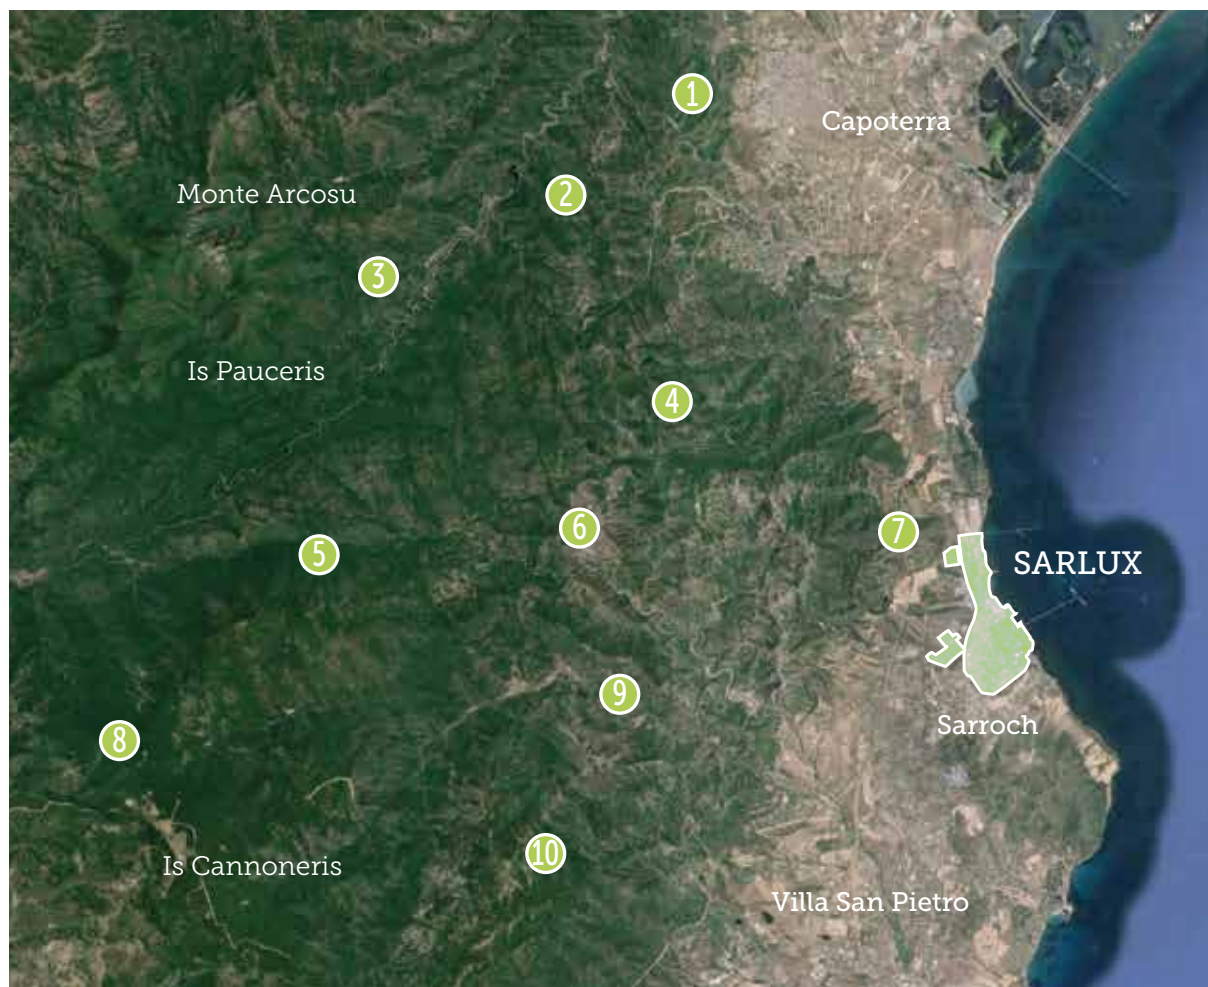 1
Capoterra
Monte Arcosu
2
3
Is Pauceris
4
5
6
7
SARLUX
8
9
Sarroch
Is Cannoneris
10
Villa San Pietro